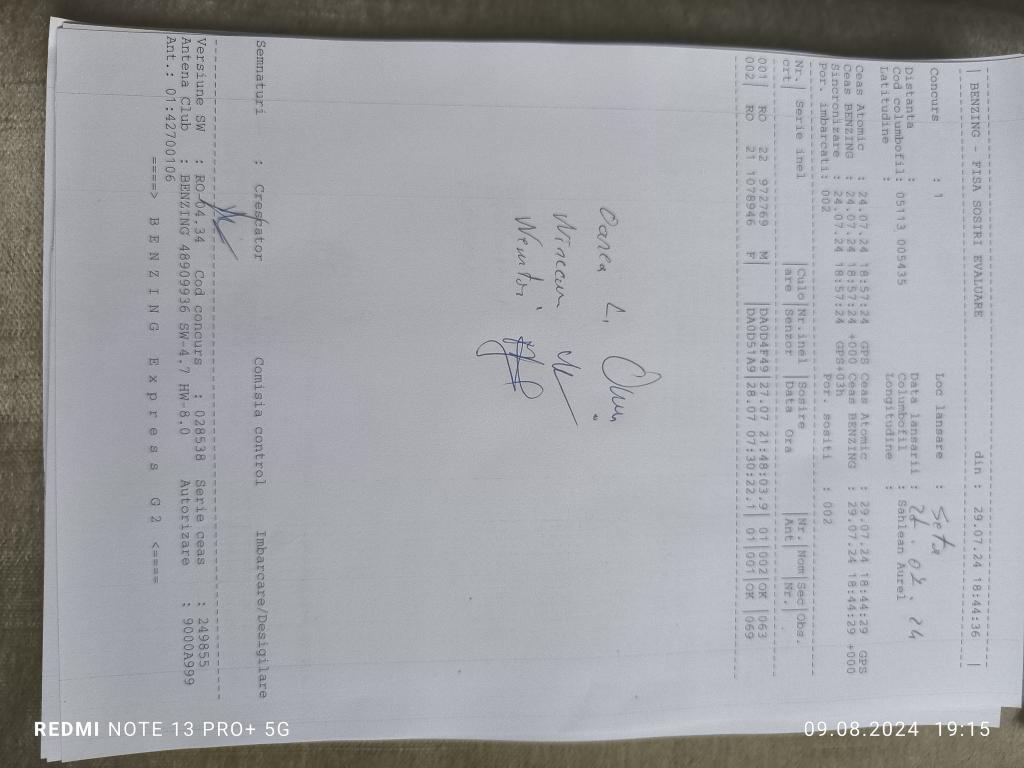 | BENZING - FISA SOSIRI EVALUARE din : 29.07.24 18:44:36 |
Concurs : 1 Loc lansare :
Distanta : Data lansarii :
Cod columbofil: 05113 005435 Columbofil : Sahlean Aurel
Latitudine : Longitudine :
Ceas Atomic : 24.07.24 18:57:24 GPS Ceas Atomic : 29.07.24 18:44:29 GPS
Ceas BENZING : 24.07.24 18:57:24 +000 Ceas BENZING : 29.07.24 18:44:29 +000
Sincronizare : 24.07.24 18:57:24 GPS+03h
Por. imbarcati: 002 Por. sositi : 002
Nr.| Serie inel |Culo|Nr.inel |Sosire |Nr.|Nom|Sec|Obs.
crt| |are |Senzor |Data Ora |Ant|Nr.| .
001| RO 22 972769 M | |DA0D4F49|27.07 21:48:03.9| 01|002|OK |063
002| RO 21 1078946 F | |DA0D51A9|28.07 07:30:22.1| 01|001|OK |069
Semnaturi : Crescator Comisia control Imbarcare/Desigilare
Versiune SW : RO-04.34 Cod concurs : 028538 Serie ceas : 249855
Antena Club : BENZING 48909936 SW-4.7 HW-8.0 Autorizare : 9000A999
Ant.: 01:42700106
====> B E N Z I N G E x p r e s s G 2 <====
REDMI NOTE 13 PRO+ 5G
09.08.2024 19:15